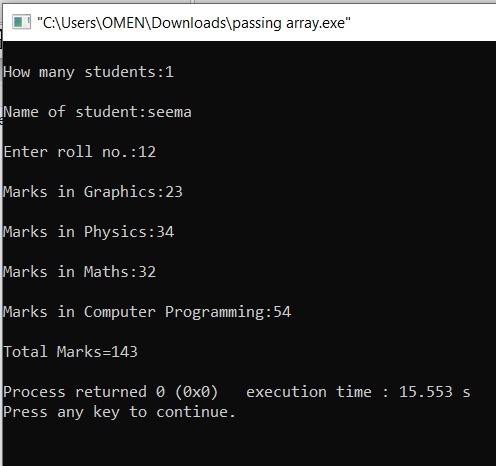 "C:\Users\OMEN\Downloads\passing array.exe"
How many students:1
Name of student:seema
Enter roll no.:12
Marks in Graphics:23
Marks in Physics:34
Marks in Maths:32
Marks in Computer Programming:54
Total Marks=143
Process returned 0 (0x0)   execution time : 15.553 s
Press any key to continue.